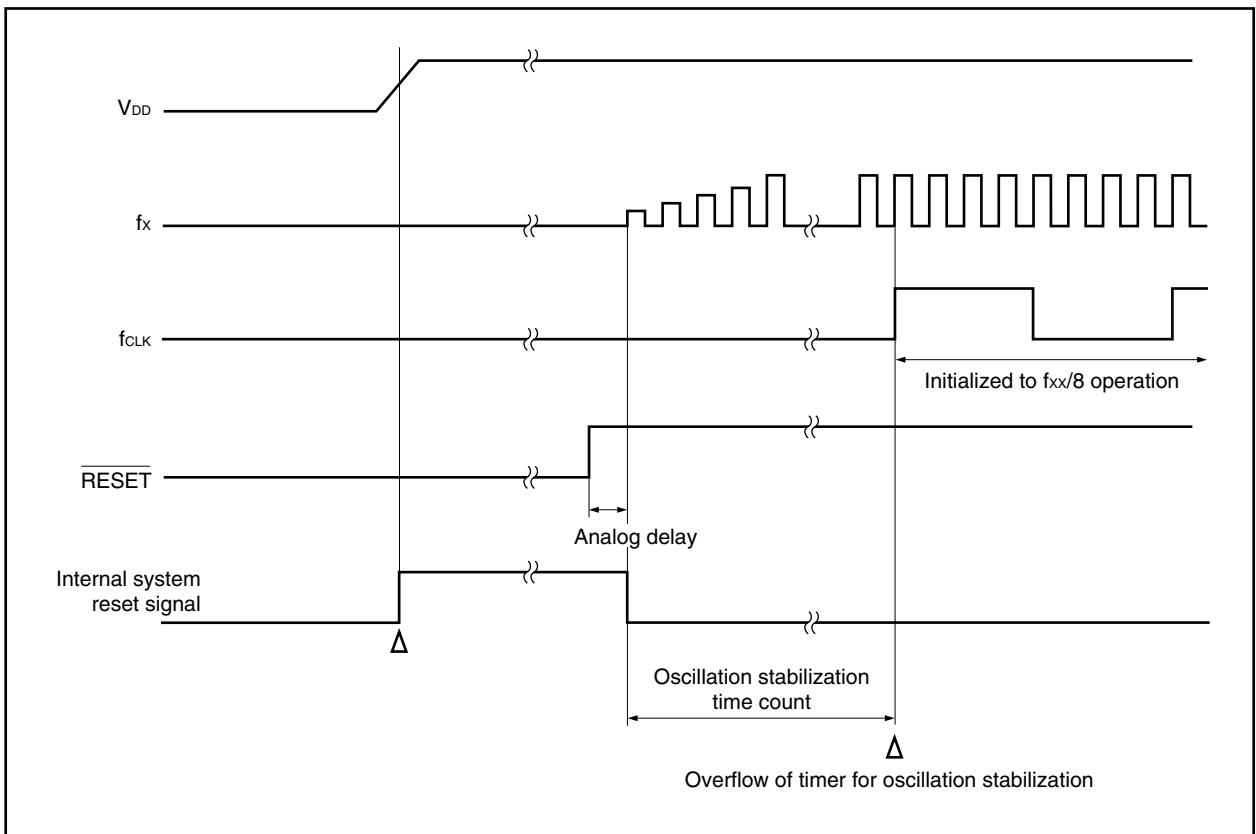 VDD
fX
fCLK
Initialized to fXX/8 operation
RESET
Analog delay
Internal system
reset signal
Oscillation stabilization
time count
Overflow of timer for oscillation stabilization